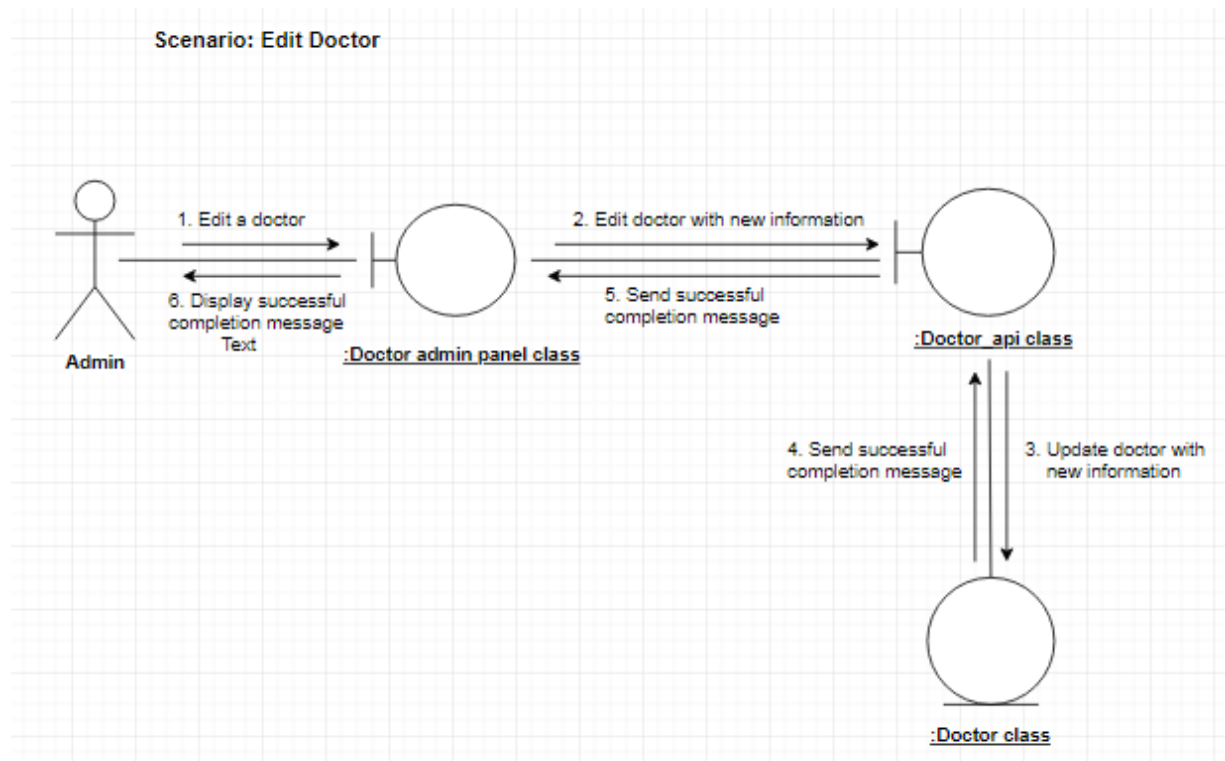 Scenario: Edit Doctor
1. Edit a doctor
2. Edit doctor with new information
6. Display successful
completion message
Text
5. Send successful
completion message
Admin
:Doctor admin panel class
:Doctor_api class
4. Send successful
completion message
3. Update doctor with
new information
:Doctor class